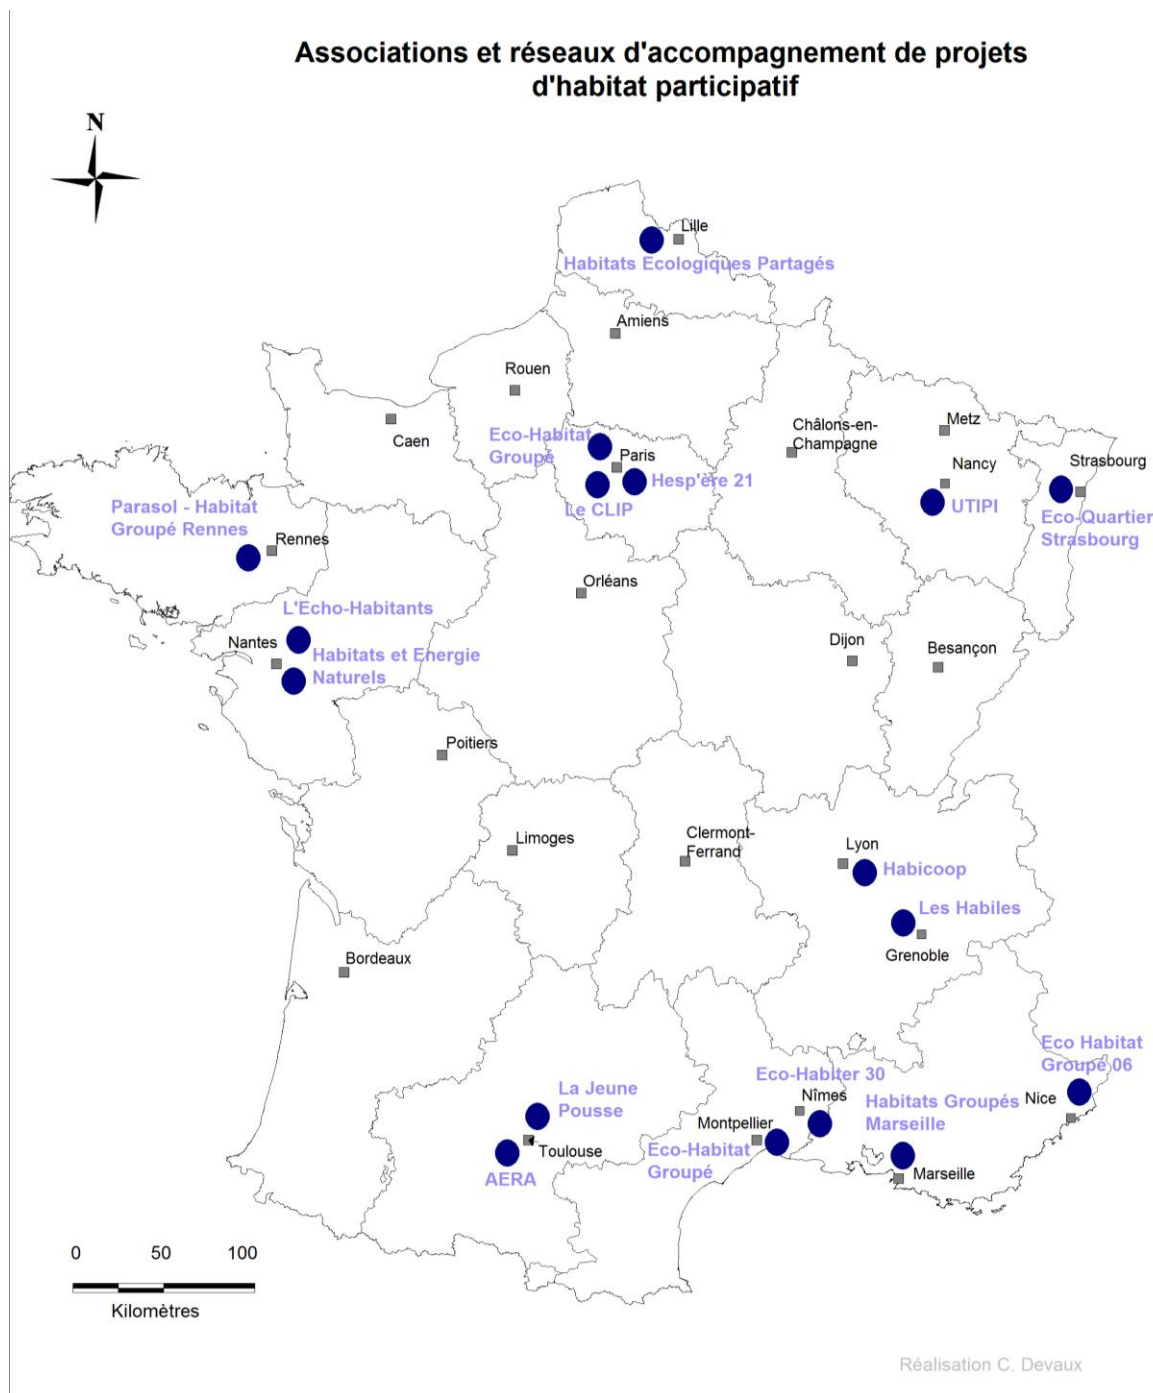 Associations et réseaux d'accompagnement de projets
d'habitat participatif
N
Lille
Habitats Ecologiques Partagés
Amiens
Rouen
Caen
Eco-Habitat
Groupé
Paris
Hesp'ère 21
Le CLIP
Châlons-en-
Champagne
Metz
Nancy
UTIPI
Strasbourg
Eco-Quartier
Strasbourg
Parasol - Habitat
Groupé Rennes
Rennes
Orléans
L'Echo-Habitants
Nantes
Habitats et Energie
Naturels
Dijon
Besançon
Poitiers
Limoges
Clermont-
Ferrand
Lyon
Habicoop
Les Habiles
Grenoble
Bordeaux
Eco Habitat
Groupé 06
Nice
Eco-Habiter 30
Nîmes
Habitats Groupés
Marseille
La Jeune
Pousse
Montpellier
Eco-Habitat
Groupé
Toulouse
AERA
Marseille
0 50 100
Kilomètres
Réalisation C. Devaux